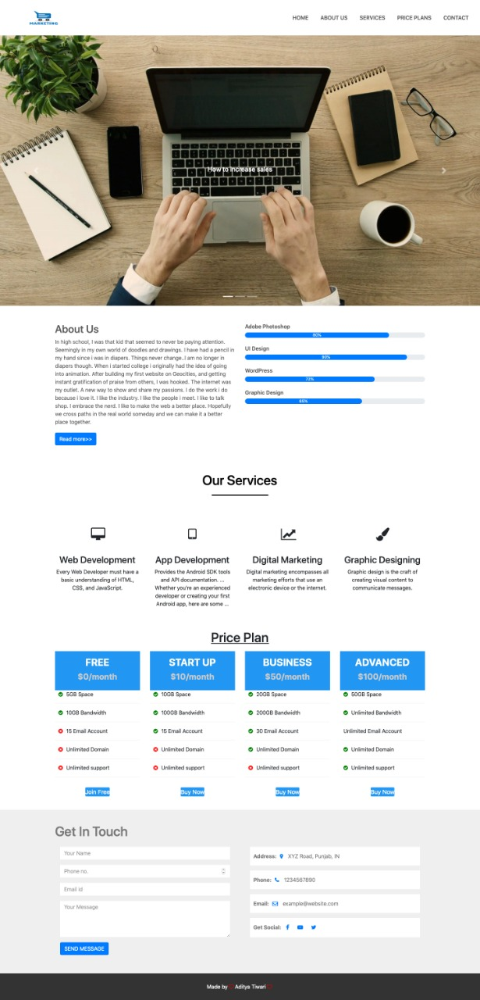 MARKETING
HOME ABOUT US SERVICES PRICE PLANS CONTACT
How to increase sales
About Us
In high school, I was that kid that seemed to never be paying attention.
Seemingly in my own world of doodles and drawings. I have had a pencil in
my hand since i was in diapers. Things never change..I am no longer in
diapers though. When i started college i originally had the idea of going
into animation. After building my first website on Geocities, and getting
instant gratification of praise from others, I was hooked. The internet was
my outlet. A new way to show and share my passions. I do the work i do
because i love it. I like the industry. I like the people i meet. I like to talk
shop. I embrace the nerd. I like to make the web a better place. Hopefully
we cross paths in the real world someday and we can make it a better
place together.
Read more>>
Adobe Photoshop
80%
UI Design
90%
WordPress
72%
Graphic Design
65%
Our Services
Web Development
Every Web Developer must have a
basic understanding of HTML,
CSS, and JavaScript.
App Development
Provides the Android SDK tools
and API documentation. ...
Whether you're an experienced
developer or creating your first
Android app, here are some ...
Digital Marketing
Digital marketing encompasses all
marketing efforts that use an
electronic device or the internet.
Graphic Designing
Graphic design is the craft of
creating visual content to
communicate messages.
Price Plan
FREE
$0/month
5GB Space
10GB Bandwidth
15 Email Account
Unlimited Domain
Unlimited support
Join Free
START UP
$10/month
10GB Space
100GB Bandwidth
15 Email Account
Unlimited Domain
Unlimited support
Buy Now
BUSINESS
$50/month
20GB Space
200GB Bandwidth
30 Email Account
Unlimited Domain
Unlimited support
Buy Now
ADVANCED
$100/month
50GB Space
Unlimited Bandwidth
Unlimited Email Account
Unlimited Domain
Unlimited support
Buy Now
Get In Touch
Your Name
Phone no.
Email id
Your Message
SEND MESSAGE
Address: XYZ Road, Punjab, IN
Phone: 1234567890
Email: example@website.com
Get Social:
Made by Aditya Tiwari